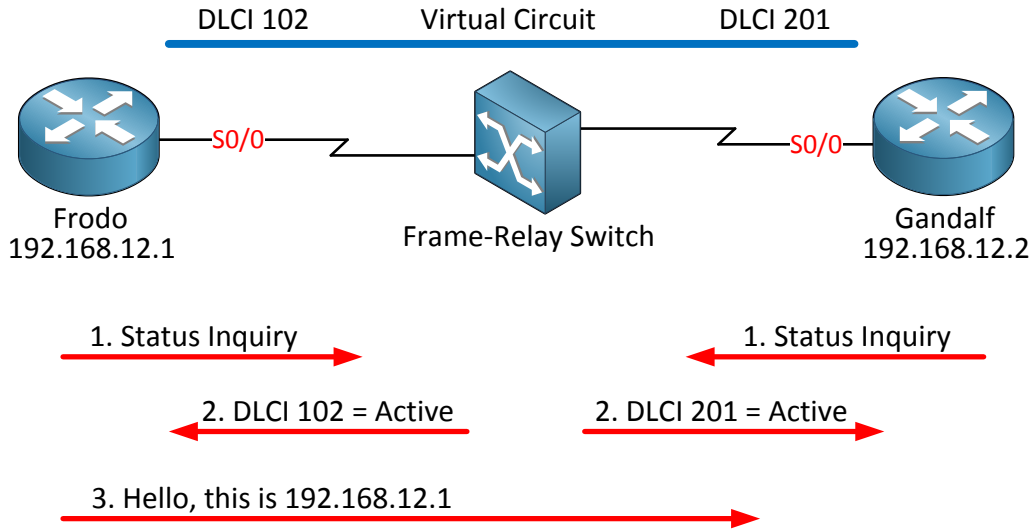 DLCI 102 Virtual Circuit DLCI 201
S0/0 S0/0
Frodo
192.168.12.1
Frame-Relay Switch
Gandalf
192.168.12.2
1. Status Inquiry 1. Status Inquiry
2. DLCI 102 = Active 2. DLCI 201 = Active
3. Hello, this is 192.168.12.1